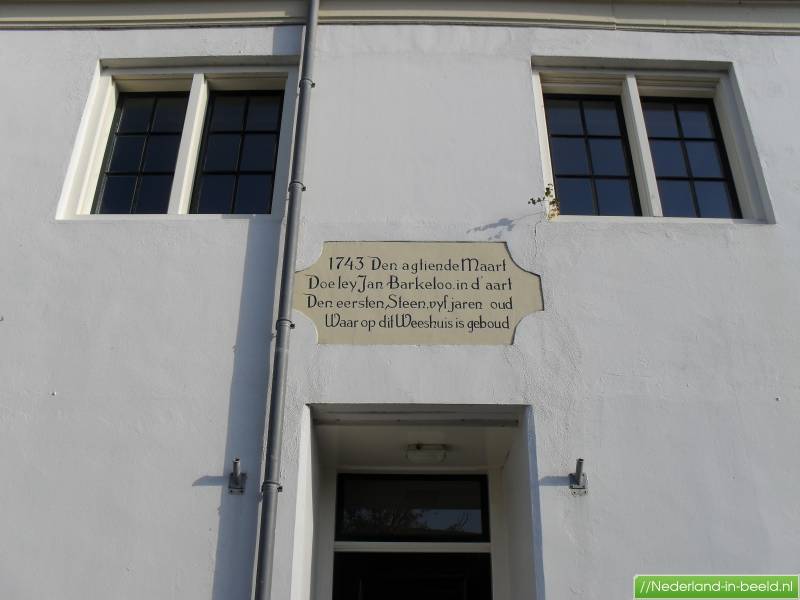 1743 Den agtiende Maart
Doe ley Jan Barkeloo.in d'aart
Den eersten, Steen, vyf jaren oud
Waar op dit Weeshuis is geboud
//Nederland-in-beeld.nl